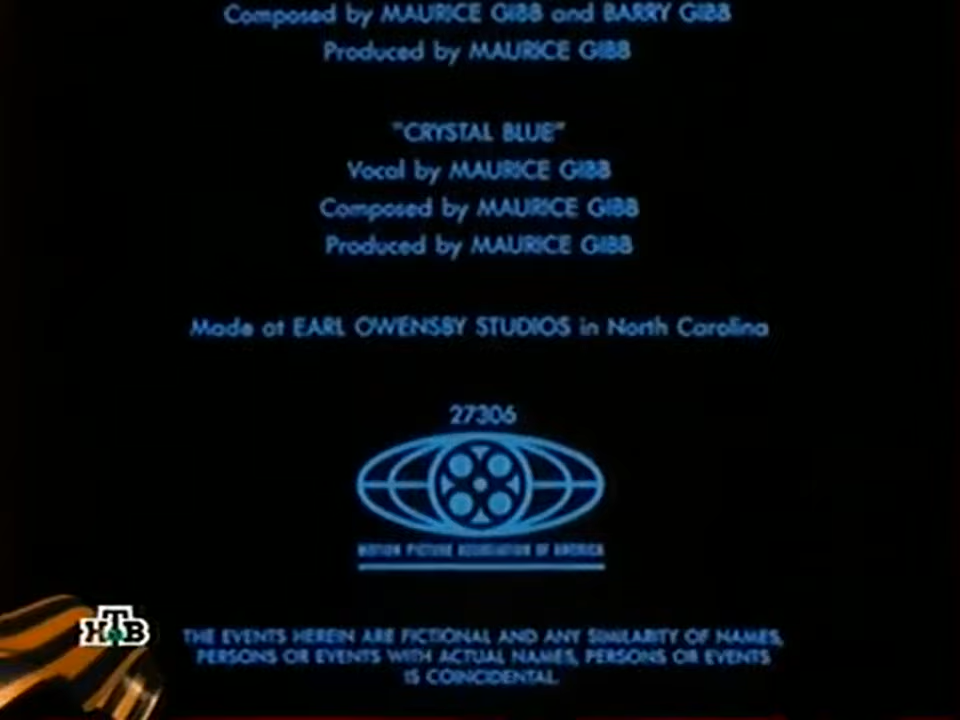 Composed by MAURICE GIBB and BARRY GIBB
Produced by MAURICE GIBB
"CRYSTAL BLUE"
Vocal by MAURICE GIBB
Composed by MAURICE GIBB
Produced by MAURICE GIBB
Made at EARL OWENSBY STUDIOS in North Carolina
27306
MOTION PICTURE ASSOCIATION OF AMERICA
НТВ
THE EVENTS HEREIN ARE FICTIONAL AND ANY SIMILARITY OF NAMES,
PERSONS OR EVENTS WITH ACTUAL NAMES, PERSONS OR EVENTS
IS COINCIDENTAL.